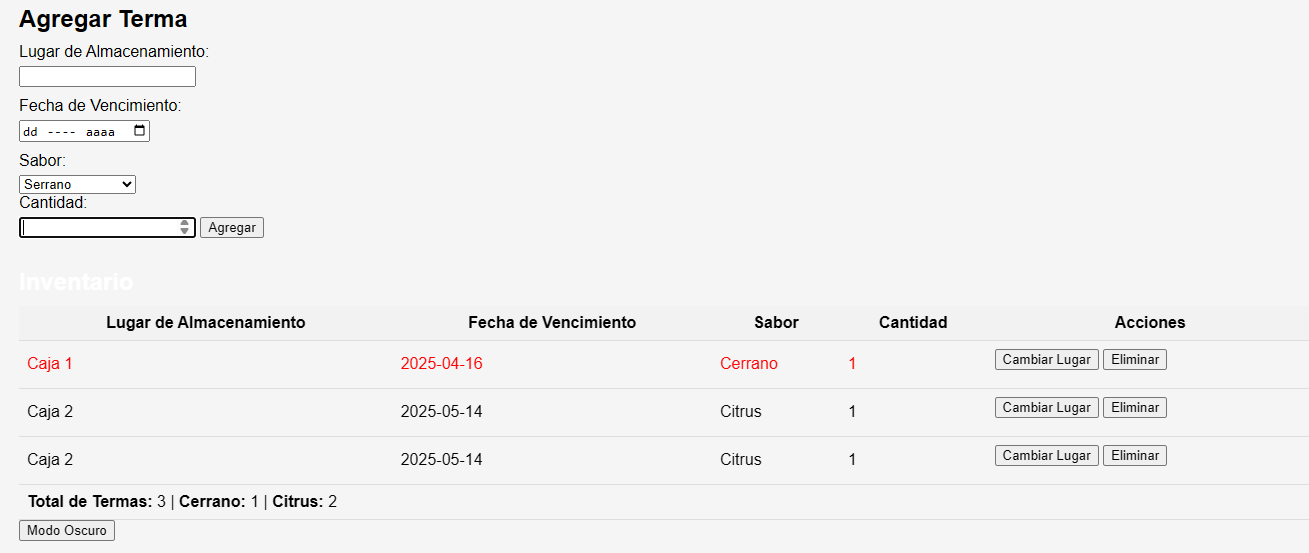 Agregar Terma
Lugar de Almacenamiento:
Fecha de Vencimiento:
dd ---- aaaa
Sabor:
Serrano
Cantidad:
Agregar
Inventario
Lugar de Almacenamiento Fecha de Vencimiento Sabor Cantidad Acciones
Caja 1 2025-04-16 Cerrano 1 Cambiar Lugar Eliminar
Caja 2 2025-05-14 Citrus 1 Cambiar Lugar Eliminar
Caja 2 2025-05-14 Citrus 1 Cambiar Lugar Eliminar
Total de Termas: 3 | Cerrano: 1 | Citrus: 2
Modo Oscuro